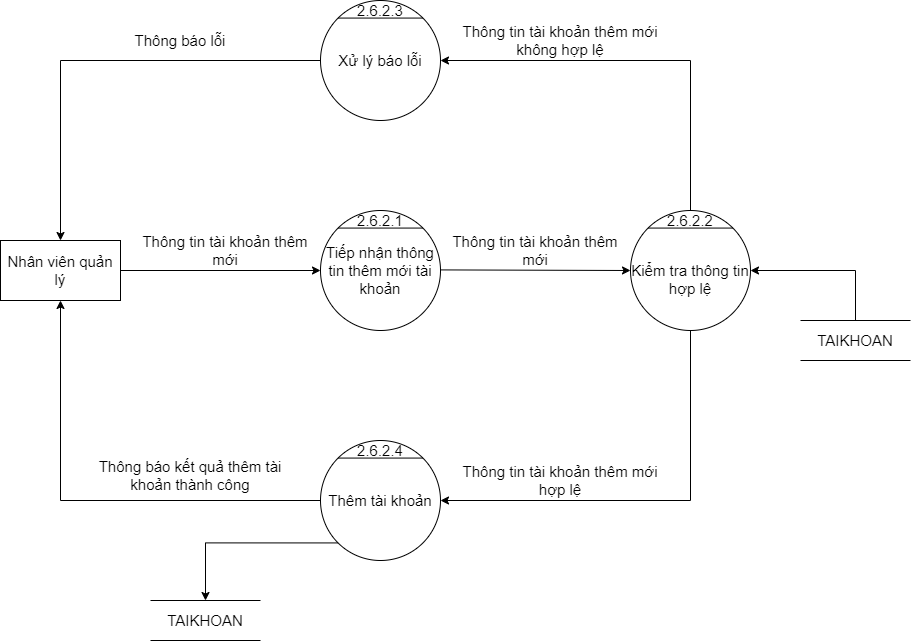 2.6.2.3
Thông báo lỗi
Xử lý báo lỗi
Thông tin tài khoản thêm mới
không hợp lệ
Nhân viên quản
lý
Thông tin tài khoản thêm
mới
2.6.2.1
Tiếp nhận thông
tin thêm mới tài
khoản
Thông tin tài khoản thêm
mới
2.6.2.2
Kiểm tra thông tin
hợp lệ
TAIKHOAN
Thông báo kết quả thêm tài
khoản thành công
2.6.2.4
Thêm tài khoản
Thông tin tài khoản thêm mới
hợp lệ
TAIKHOAN